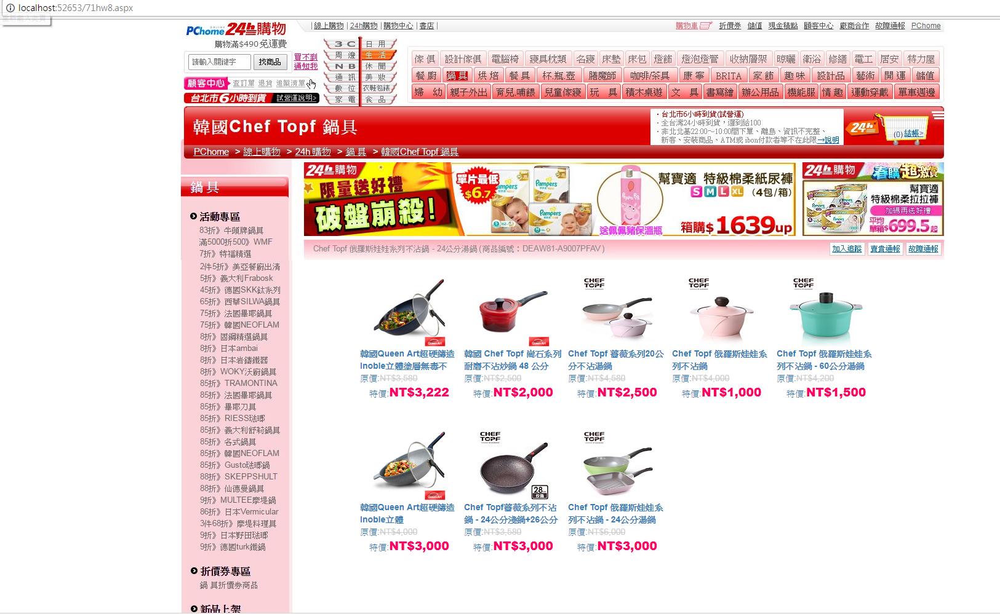 localhost:52653/71hw8.aspx
PChome 24h購物
ONLINE
購物滿$490免運費
| 線上購物 | 24h購物 | 購物中心 | 書店 |
購物車 折價券 儲值 現金積點 顧客中心 廠商合作 故障通報 PChome
請輸入關鍵字 找商品 買不到通知我
顧客中心 查訂單 退貨 追蹤清單
台北市6小時到貨 試營運說明>
3 C 日 用
周 邊 生 活
N B 休 閒
通 訊 美 妝
數 位 衣鞋包錶
家 電 食 品
傢 俱 設計傢俱 電腦椅 寢具枕類 名寢 床墊 床包 燈飾 燈泡燈管 收納層架 晾曬 衛浴 修繕 電工 居安 特力屋
餐 廚 鍋 具 烘 焙 餐 具 杯.瓶.壺 膳魔師 咖啡/茶具 康 寧 BRITA 家 飾 趣 味 設計品 藝術 開 運 儲值
婦 幼 親子外出 育兒.哺餵 兒童傢寢 玩 具 積木桌遊 文 具 書寫繪 辦公用品 機能服 情 趣 運動穿戴 單車週邊
韓國Chef Topf 鍋具
・台北市6小時到貨(試營運)
・全台灣24小時到貨，遲到給100
・非北北基22:00～10:00間下單、離島、資訊不完整、
新客、安裝商品、ATM或 ibon付款者等不在此限→說明
24h (0) 結帳>
PChome > 線上購物 > 24h 購物 > 鍋 具 > 韓國Chef Topf 鍋具
24h購物
限量送好禮
破盤崩殺!
單片最低
$6.7
Pampers
Pampers
Pampers
Peppa Pig
送佩佩豬保溫瓶
幫寶適 特級棉柔紙尿褲
S M L XL (4包/箱)
箱購$1639up
24h購物 春購超激賞
幫寶適
特級棉柔拉拉褲
加碼再送好禮
平均單箱$699.5起
鍋 具
活動專區
83折》牛頭牌鍋具
滿5000折500》WMF
7折》特福精選
2件5折》美亞餐廚出清
5折》義大利Frabosk
45折》德國SKK鈦系列
65折》西華SILWA鍋具
75折》法國畢耶鍋具
75折》韓國NEOFLAM
8折》固鋼精選鍋具
8折》日本ambai
8折》日本岩鑄鐵器
8折》WOKY沃廚鍋具
85折》TRAMONTINA
85折》法國畢耶鍋具
85折》畢耶刀具
85折》RIESS琺瑯
85折》義大利舒莉鍋具
85折》各式鍋具
85折》韓國NEOFLAM
85折》Gusto琺瑯鍋
88折》SKEPPSHULT
88折》仙德曼鍋具
9折》MULTEE摩堤鍋
86折》日本Vermicular
3件68折》摩堤料理具
9折》日本野田琺瑯
9折》德國turk鐵鍋
折價券專區
鍋 具折價券商品
新品上架
Chef Topf 俄羅斯娃娃系列不沾鍋 - 24公分湯鍋 (商品編號：DEAW81-A9007PFAV )
加入追蹤 賣貴通報 故障通報
Queen Art
韓國Queen Art超硬鑄造
Inoble立體塗層無毒不
原價:NT$3,580
特價:NT$3,222
Queen Art
韓國 Chef Topf 崗石系列
耐磨不沾炒鍋 48 公分
原價:NT$2,500
特價:NT$2,000
CHEF TOPF
Chef Topf 薔薇系列20公
分不沾湯鍋
原價:NT$4,580
特價:NT$2,500
CHEF TOPF
Chef Topf 俄羅斯娃娃系
列不沾鍋
原價:NT$4,000
特價:NT$1,000
CHEF TOPF
Chef Topf 俄羅斯娃娃系
列不沾鍋 - 60公分湯鍋
原價:NT$4,200
特價:NT$1,500
Queen Art
韓國Queen Art超硬鑄造
Inoble立體
原價:NT$4,000
特價:NT$3,000
CHEF TOPF
28cm
炒鍋
Chef Topf薔薇系列不沾
鍋 - 24公分淺鍋+26公分
原價:NT$3,580
特價:NT$3,000
CHEF TOPF
Chef Topf 俄羅斯娃娃系
列不沾鍋 - 24公分湯鍋
原價:NT$6,000
特價:NT$3,000